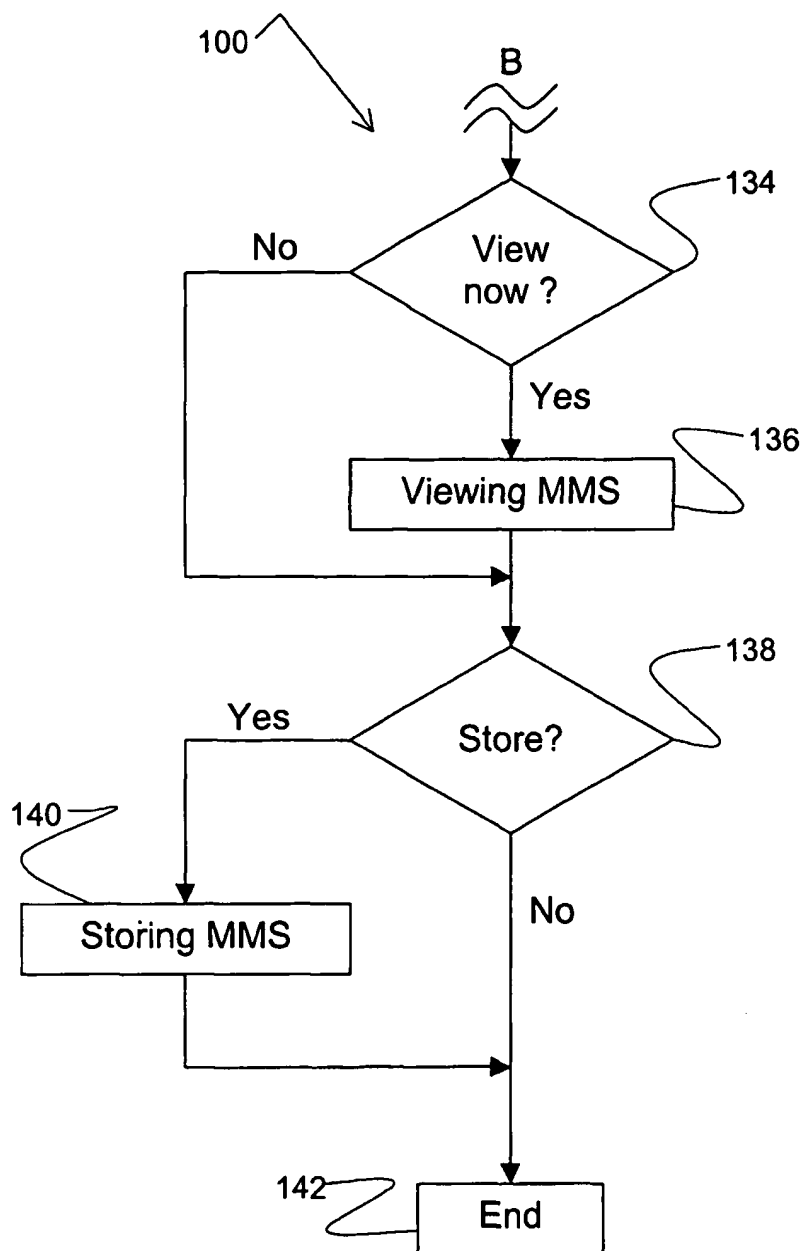 100
B
134
View
now ?
No
Yes
136
Viewing MMS
138
Store?
Yes
140
Storing MMS
No
142
End